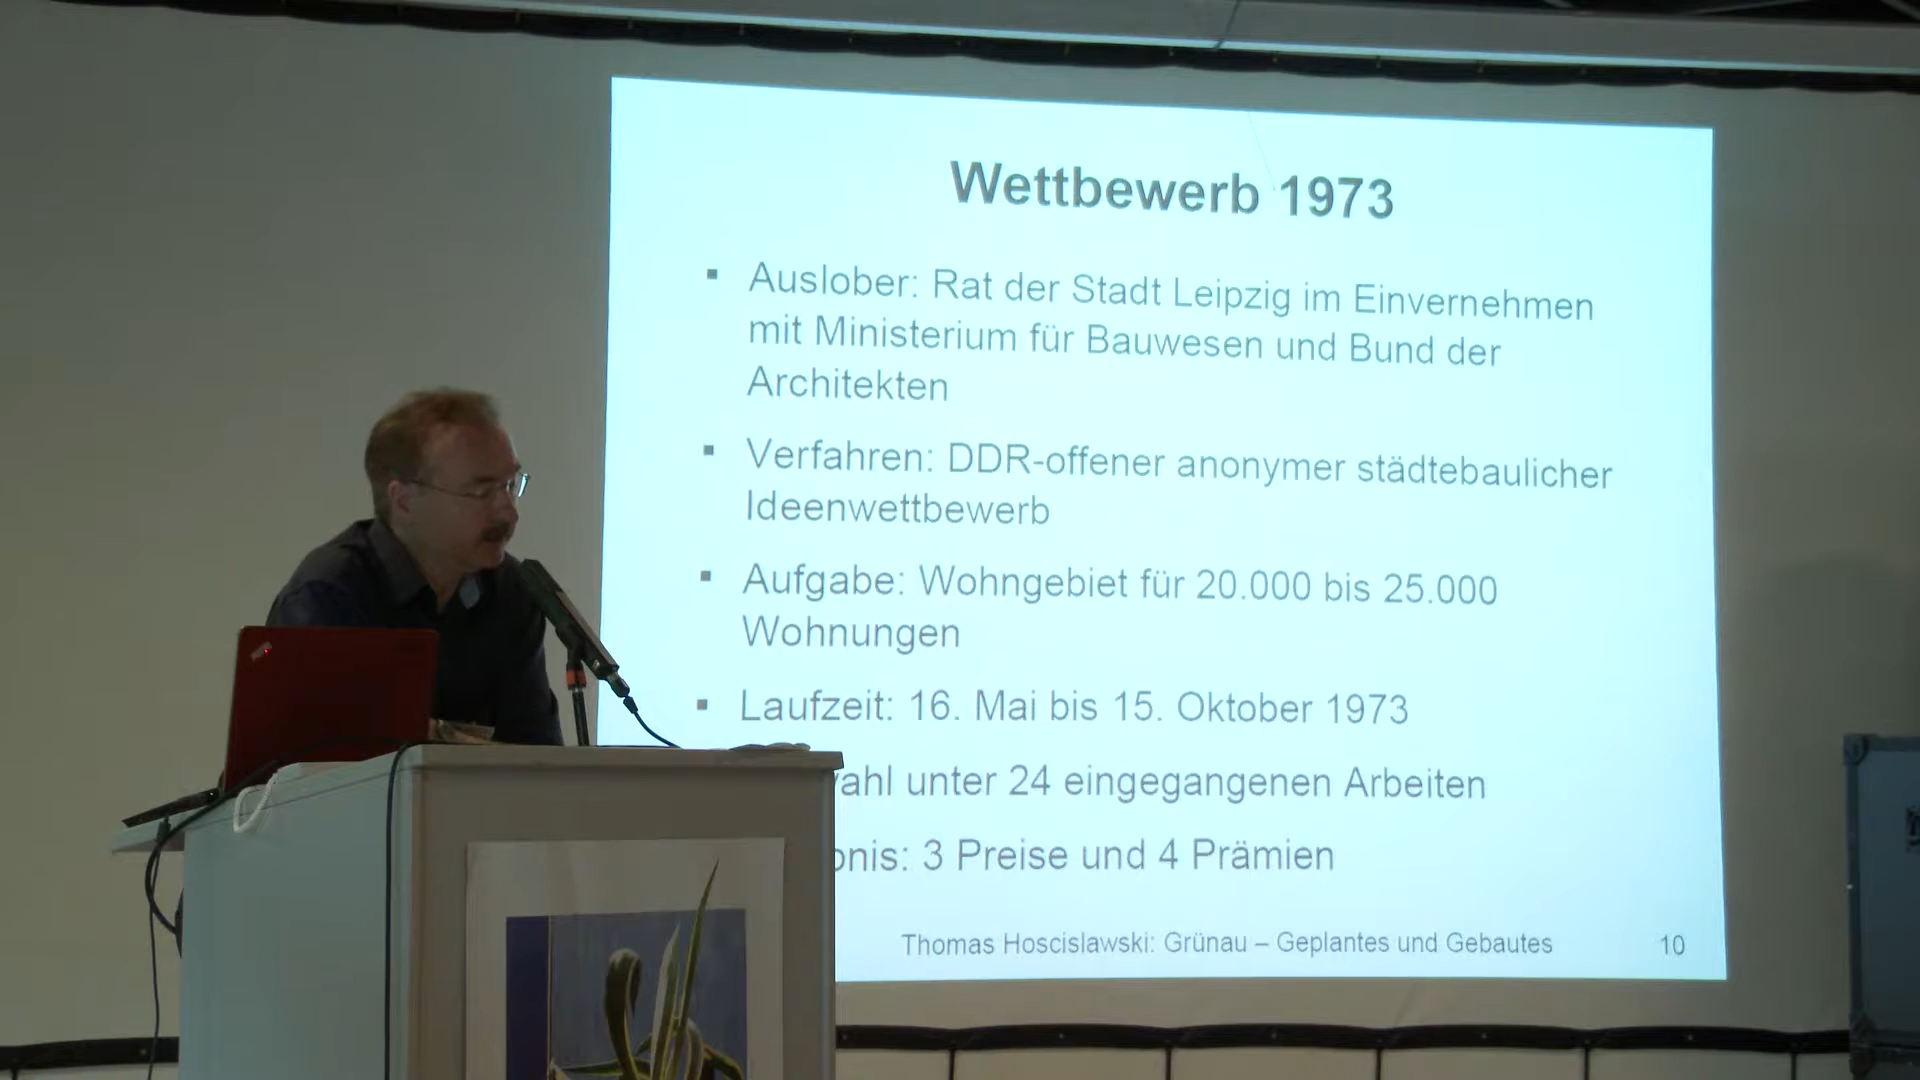 Wettbewerb 1973
▪ Auslober: Rat der Stadt Leipzig im Einvernehmen
mit Ministerium für Bauwesen und Bund der
Architekten
▪ Verfahren: DDR-offener anonymer städtebaulicher
Ideenwettbewerb
▪ Aufgabe: Wohngebiet für 20.000 bis 25.000
Wohnungen
▪ Laufzeit: 16. Mai bis 15. Oktober 1973
unter 24 eingegangenen Arbeiten
3 Preise und 4 Prämien
Thomas Hoscislawski: Grünau – Geplantes und Gebautes 10